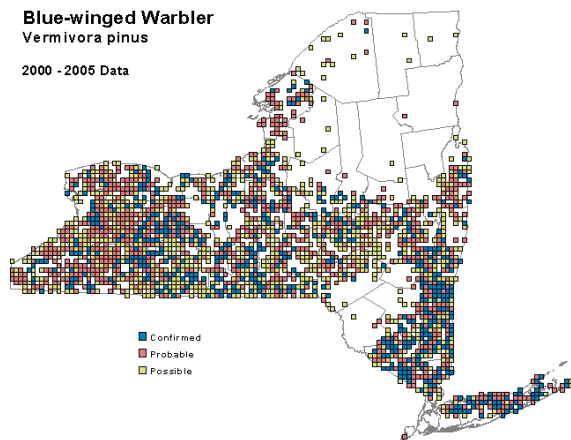 Blue-winged Warbler
Vermivora pinus
2000 - 2005 Data
Confirmed
Probable
Possible